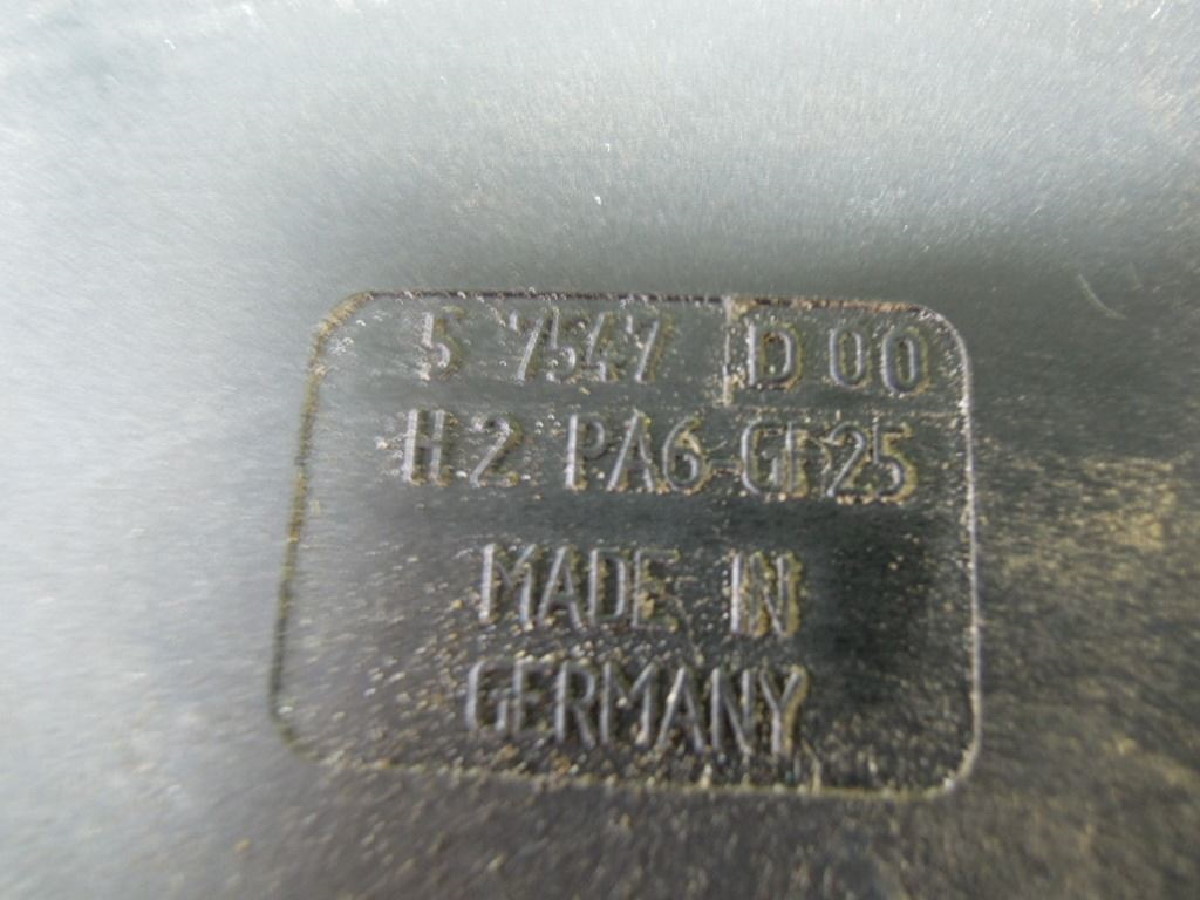 5 7547 D 00
H2 PA6-GF25
MADE IN
GERMANY